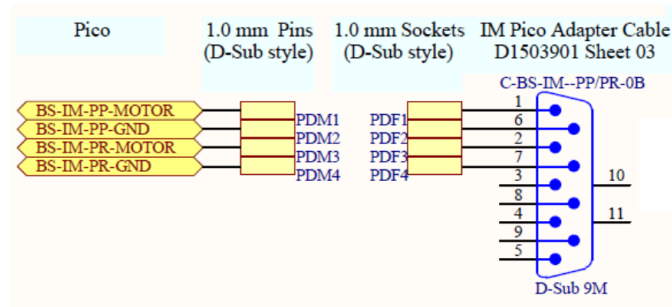 Pico
1.0 mm Pins
(D-Sub style)
1.0 mm Sockets
(D-Sub style)
IM Pico Adapter Cable
D1503901 Sheet 03
C-BS-IM--PP/PR-0B
BS-IM-PP-MOTOR
BS-IM-PP-GND
BS-IM-PR-MOTOR
BS-IM-PR-GND
PDM1
PDM2
PDM3
PDM4
PDF1
PDF2
PDF3
PDF4
1
6
2
7
3
8
4
9
5
10
11
D-Sub 9M